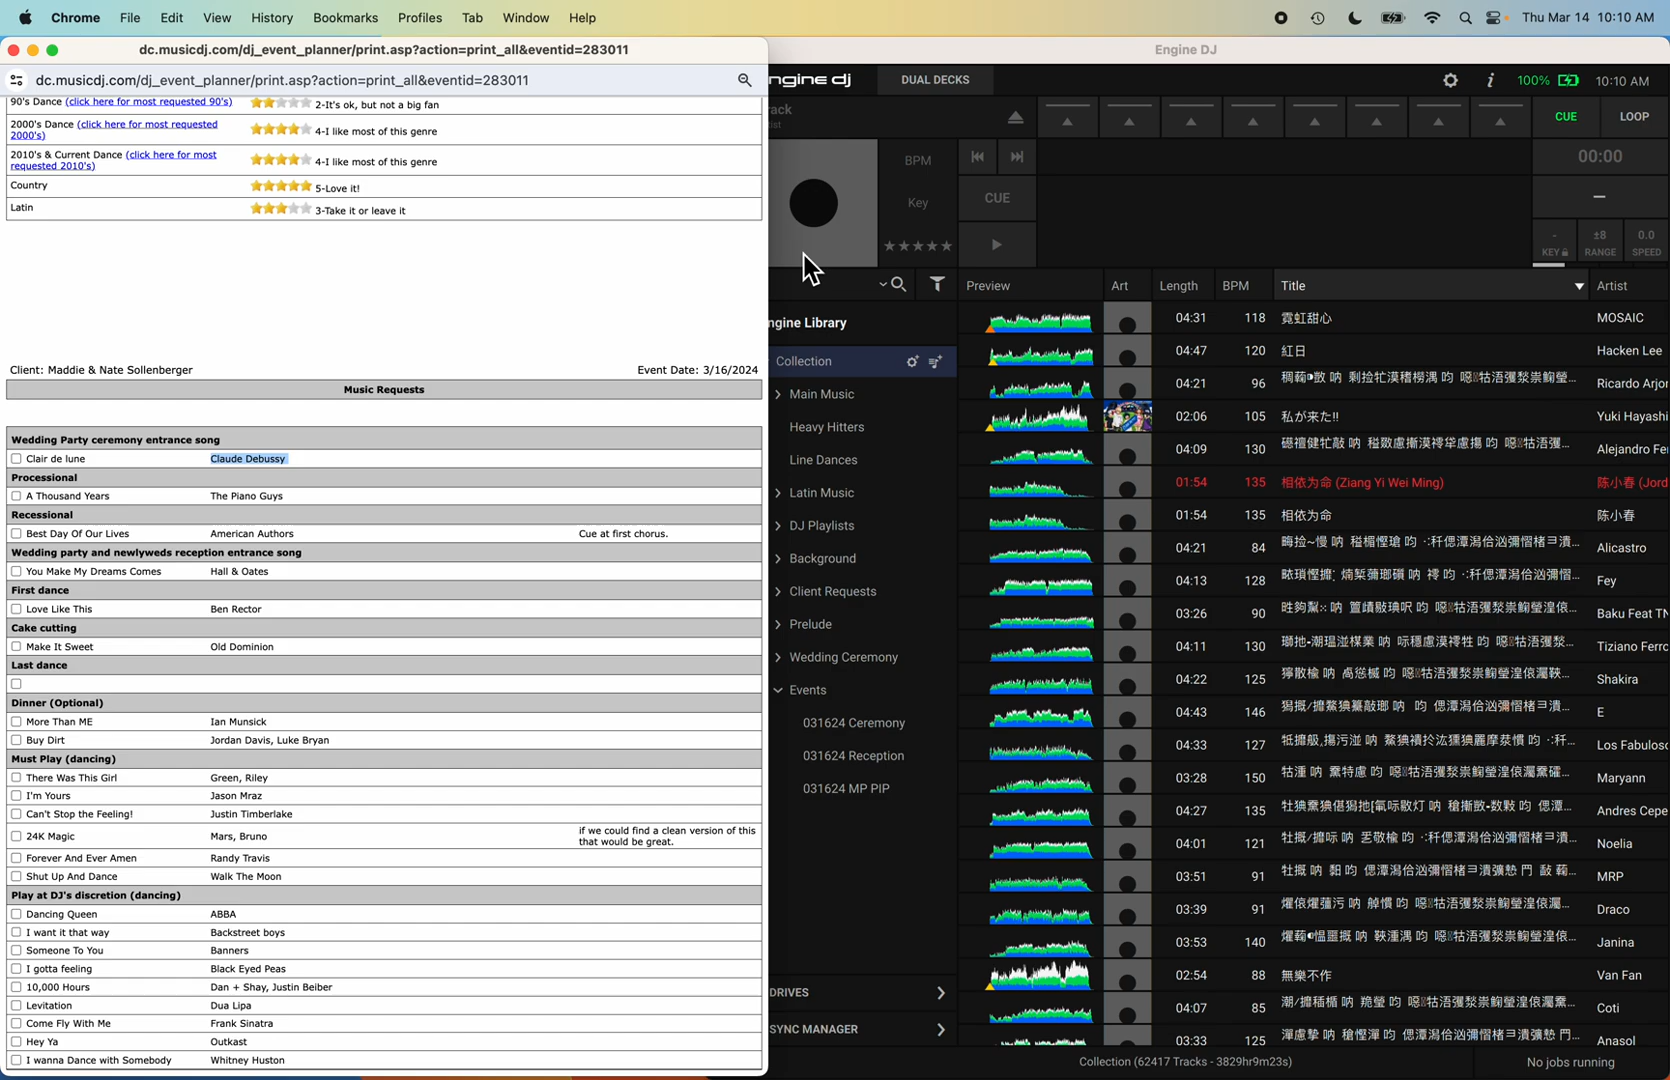 Chrome File Edit View History Bookmarks Profiles Tab Window Help Thu Mar 14 10:10 AM
dc.musicdj.com/dj_event_planner/print.asp?action=print_all&eventid=283011
dc.musicdj.com/dj_event_planner/print.asp?action=print_all&eventid=283011
90's Dance (click here for most requested 90's) 2-It's ok, but not a big fan
2000's Dance (click here for most requested 4-I like most of this genre
2000's)
2010's & Current Dance (click here for most 4-I like most of this genre
requested 2010's)
Country 5-Love it!
Latin 3-Take it or leave it
Client: Maddie & Nate Sollenberger Event Date: 3/16/2024
Music Requests
Wedding Party ceremony entrance song
Clair de lune Claude Debussy
Processional
A Thousand Years The Piano Guys
Recessional
Best Day Of Our Lives American Authors Cue at first chorus.
Wedding party and newlyweds reception entrance song
You Make My Dreams Comes Hall & Oates
First dance
Love Like This Ben Rector
Cake cutting
Make It Sweet Old Dominion
Last dance
Dinner (Optional)
More Than ME Ian Munsick
Buy Dirt Jordan Davis, Luke Bryan
Must Play (dancing)
There Was This Girl Green, Riley
I'm Yours Jason Mraz
Can't Stop the Feeling! Justin Timberlake
24K Magic Mars, Bruno if we could find a clean version of this
that would be great.
Forever And Ever Amen Randy Travis
Shut Up And Dance Walk The Moon
Play at DJ's discretion (dancing)
Dancing Queen ABBA
I want it that way Backstreet boys
Someone To You Banners
I gotta feeling Black Eyed Peas
10,000 Hours Dan + Shay, Justin Beiber
Levitation Dua Lipa
Come Fly With Me Frank Sinatra
Hey Ya Outkast
I wanna Dance with Somebody Whitney Huston
Engine DJ
ngine dj DUAL DECKS i 100% 10:10 AM
rack
tist
CUE LOOP
BPM
Key
CUE
00:00
-
KEY
±8
RANGE
0.0
SPEED
Preview Art Length BPM Title Artist
ngine Library
Collection
Main Music
Heavy Hitters
Line Dances
Latin Music
DJ Playlists
Background
Client Requests
Prelude
Wedding Ceremony
Events
031624 Ceremony
031624 Reception
031624 MP PIP
DRIVES
SYNC MANAGER
04:31 118 霓虹甜心 MOSAIC
04:47 120 紅日 Hacken Lee
04:21 96 Ricardo Arjo
02:06 105 私が来た!! Yuki Hayashi
04:09 130 Alejandro Fe
01:54 135 相依为命 (Ziang Yi Wei Ming) 陈小春 (Jord
01:54 135 相依为命 陈小春
04:21 84 Alicastro
04:13 128 Fey
03:26 90 Baku Feat TN
04:11 130 Tiziano Ferro
04:22 125 Shakira
04:43 146 E
04:33 127 Los Fabuloso
03:28 150 Maryann
04:27 135 Andres Cepe
04:01 121 Noelia
03:51 91 MRP
03:39 91 Draco
03:53 140 Janina
02:54 88 無樂不作 Van Fan
04:07 85 Coti
03:33 125 Anasol
Collection (62417 Tracks - 3829hr9m23s) No jobs running